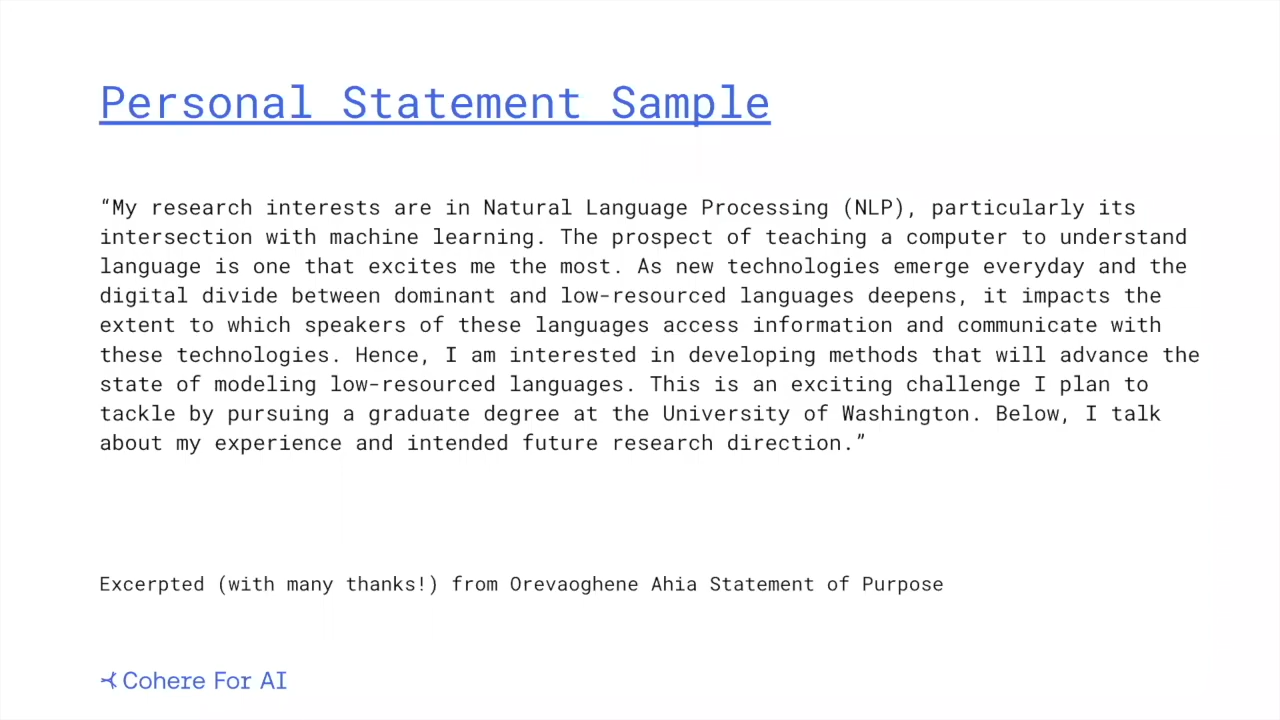 Personal Statement Sample
“My research interests are in Natural Language Processing (NLP), particularly its
intersection with machine learning. The prospect of teaching a computer to understand
language is one that excites me the most. As new technologies emerge everyday and the
digital divide between dominant and low-resourced languages deepens, it impacts the
extent to which speakers of these languages access information and communicate with
these technologies. Hence, I am interested in developing methods that will advance the
state of modeling low-resourced languages. This is an exciting challenge I plan to
tackle by pursuing a graduate degree at the University of Washington. Below, I talk
about my experience and intended future research direction.”
Excerpted (with many thanks!) from Orevaoghene Ahia Statement of Purpose
Cohere For AI